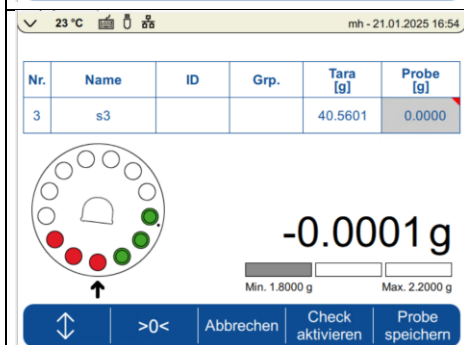 23 °C mh - 21.01.2025 16:54
Nr. Name ID Grp. Tara [g] Probe [g]
3 s3 40.5601 0.0000
-0.0001 g
Min. 1.8000 g Max. 2.2000 g
>0< Abbrechen Check aktivieren Probe speichern